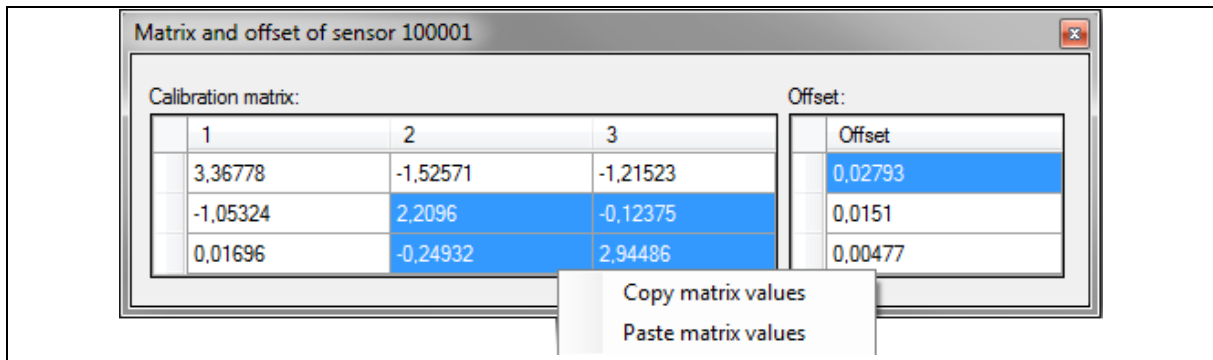 Matrix and offset of sensor 100001
Calibration matrix: Offset:
1 2 3 Offset
3,36778 -1,52571 -1,21523 0,02793
-1,05324 2,2096 -0,12375 0,0151
0,01696 -0,24932 2,94486 0,00477
Copy matrix values
Paste matrix values